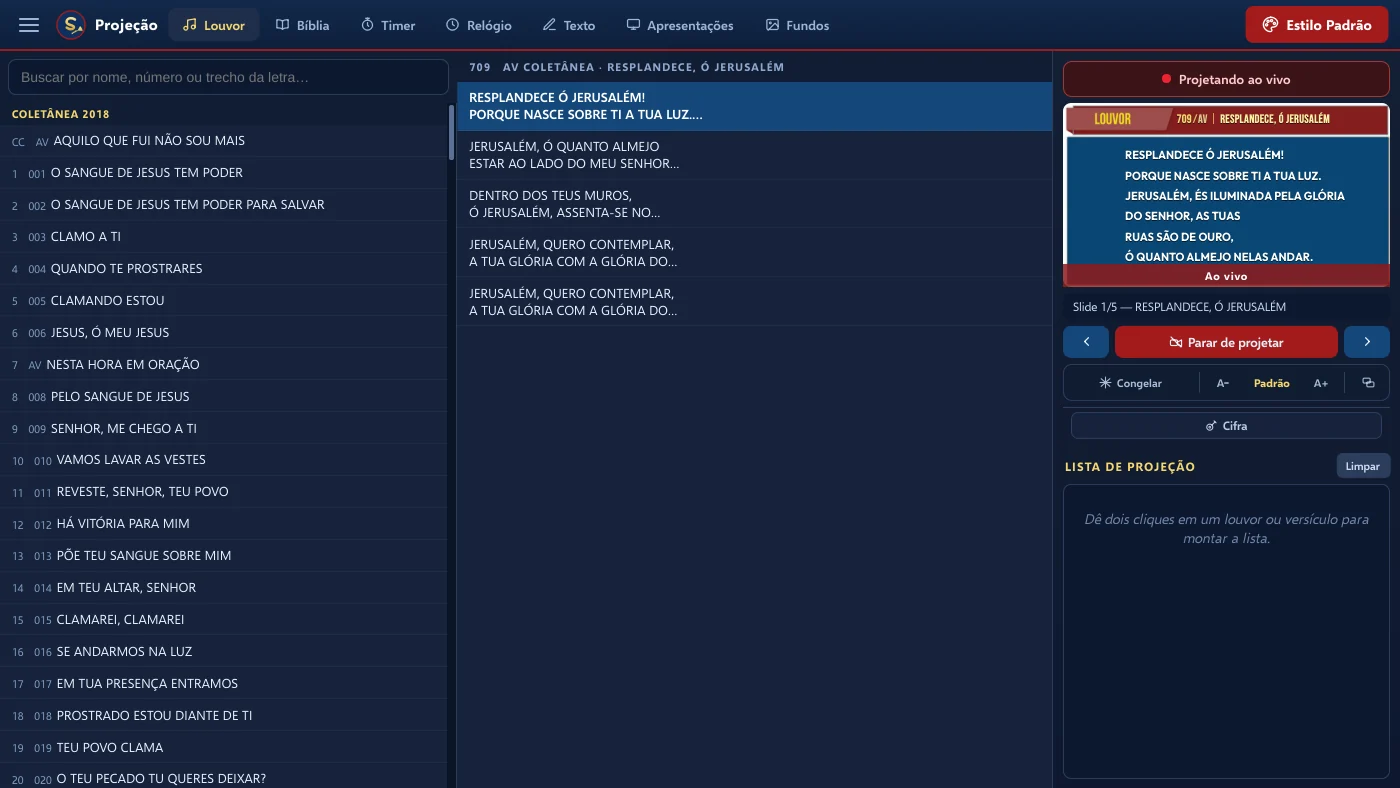 Projeção
Louvor
Bíblia
Timer
Relógio
Texto
Apresentações
Fundos
Estilo Padrão
Buscar por nome, número ou trecho da letra…
COLETÂNEA 2018
CC AV AQUILO QUE FUI NÃO SOU MAIS
1 001 O SANGUE DE JESUS TEM PODER
2 002 O SANGUE DE JESUS TEM PODER PARA SALVAR
3 003 CLAMO A TI
4 004 QUANDO TE PROSTRARES
5 005 CLAMANDO ESTOU
6 006 JESUS, Ó MEU JESUS
7 AV NESTA HORA EM ORAÇÃO
8 008 PELO SANGUE DE JESUS
9 009 SENHOR, ME CHEGO A TI
10 010 VAMOS LAVAR AS VESTES
11 011 REVESTE, SENHOR, TEU POVO
12 012 HÁ VITÓRIA PARA MIM
13 013 PÕE TEU SANGUE SOBRE MIM
14 014 EM TEU ALTAR, SENHOR
15 015 CLAMAREI, CLAMAREI
16 016 SE ANDARMOS NA LUZ
17 017 EM TUA PRESENÇA ENTRAMOS
18 018 PROSTRADO ESTOU DIANTE DE TI
19 019 TEU POVO CLAMA
20 020 O TEU PECADO TU QUERES DEIXAR?
709 AV COLETÂNEA · RESPLANDECE, Ó JERUSALÉM
RESPLANDECE Ó JERUSALÉM!
PORQUE NASCE SOBRE TI A TUA LUZ....
JERUSALÉM, Ó QUANTO ALMEJO
ESTAR AO LADO DO MEU SENHOR...
DENTRO DOS TEUS MUROS,
Ó JERUSALÉM, ASSENTA-SE NO...
JERUSALÉM, QUERO CONTEMPLAR,
A TUA GLÓRIA COM A GLÓRIA DO...
JERUSALÉM, QUERO CONTEMPLAR,
A TUA GLÓRIA COM A GLÓRIA DO...
Projetando ao vivo
LOUVOR 709/AV | RESPLANDECE, Ó JERUSALÉM
RESPLANDECE Ó JERUSALÉM!
PORQUE NASCE SOBRE TI A TUA LUZ.
JERUSALÉM, ÉS ILUMINADA PELA GLÓRIA
DO SENHOR, AS TUAS
RUAS SÃO DE OURO,
Ó QUANTO ALMEJO NELAS ANDAR.
Ao vivo
Slide 1/5 — RESPLANDECE, Ó JERUSALÉM
Parar de projetar
Congelar
A-
Padrão
A+
Cifra
LISTA DE PROJEÇÃO
Limpar
Dê dois cliques em um louvor ou versículo para
montar a lista.